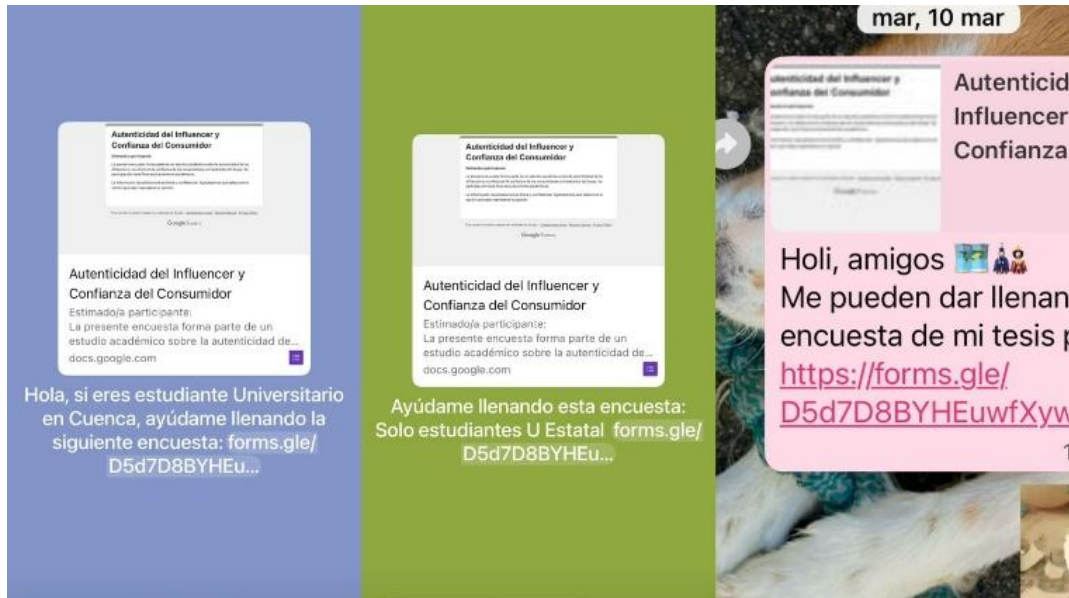 Autenticidad del Influencer y
Confianza del Consumidor
Estimado/a participante:
Google Forms
Autenticidad del Influencer y
Confianza del Consumidor
Estimado/a participante:
La presente encuesta forma parte de un
estudio académico sobre la autenticidad de...
docs.google.com
Hola, si eres estudiante Universitario
en Cuenca, ayúdame llenando la
siguiente encuesta: forms.gle/
D5d7D8BYHEu...
Autenticidad del Influencer y
Confianza del Consumidor
Estimado/a participante:
Google Forms
Autenticidad del Influencer y
Confianza del Consumidor
Estimado/a participante:
La presente encuesta forma parte de un
estudio académico sobre la autenticidad de...
docs.google.com
Ayúdame llenando esta encuesta:
Solo estudiantes U Estatal forms.gle/
D5d7D8BYHEu...
mar, 10 mar
Autenticidad del Influencer y
Confianza del Consumidor
Autenticid
Influencer
Confianza
Holi, amigos
Me pueden dar llenan
encuesta de mi tesis p
https://forms.gle/
D5d7D8BYHEuwfXyw